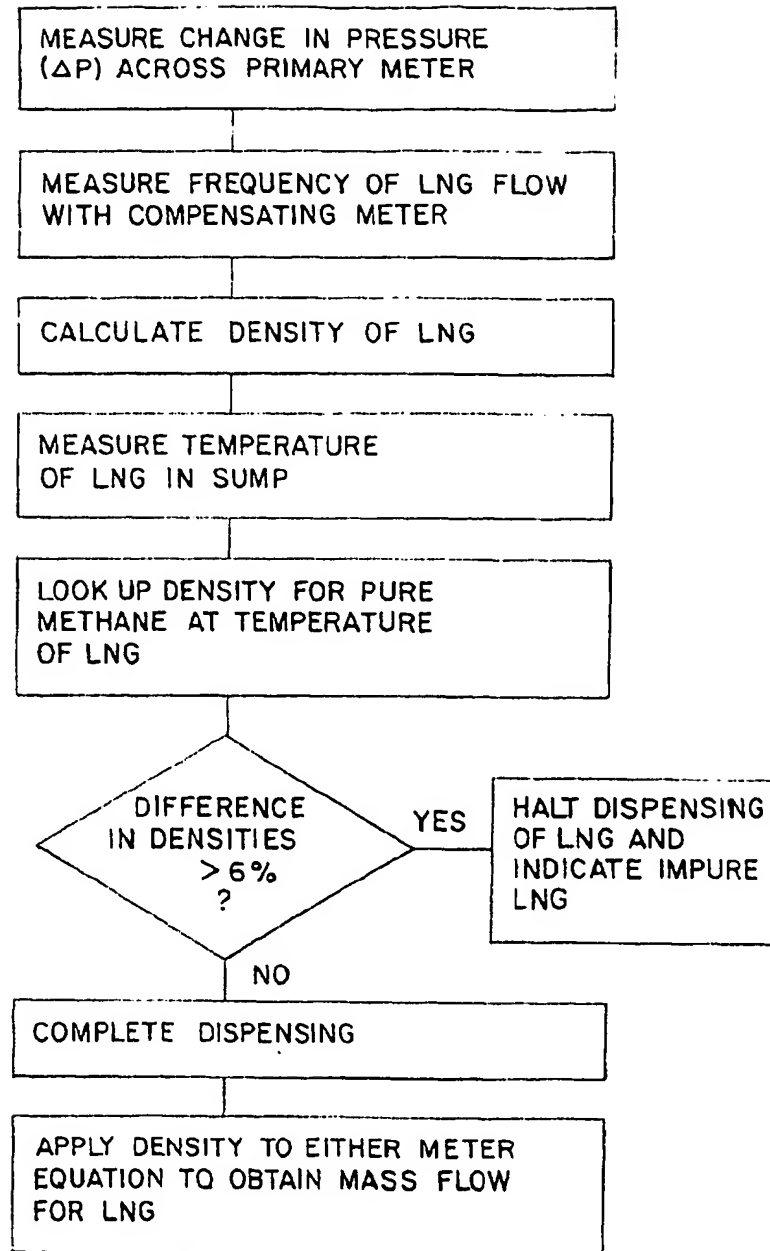 MEASURE CHANGE IN PRESSURE
(ΔP) ACROSS PRIMARY METER
MEASURE FREQUENCY OF LNG FLOW
WITH COMPENSATING METER
CALCULATE DENSITY OF LNG
MEASURE TEMPERATURE
OF LNG IN SUMP
LOOK UP DENSITY FOR PURE
METHANE AT TEMPERATURE
OF LNG
DIFFERENCE
IN DENSITIES
>6%
?
YES
HALT DISPENSING
OF LNG AND
INDICATE IMPURE
LNG
NO
COMPLETE DISPENSING
APPLY DENSITY TO EITHER METER
EQUATION TO OBTAIN MASS FLOW
FOR LNG